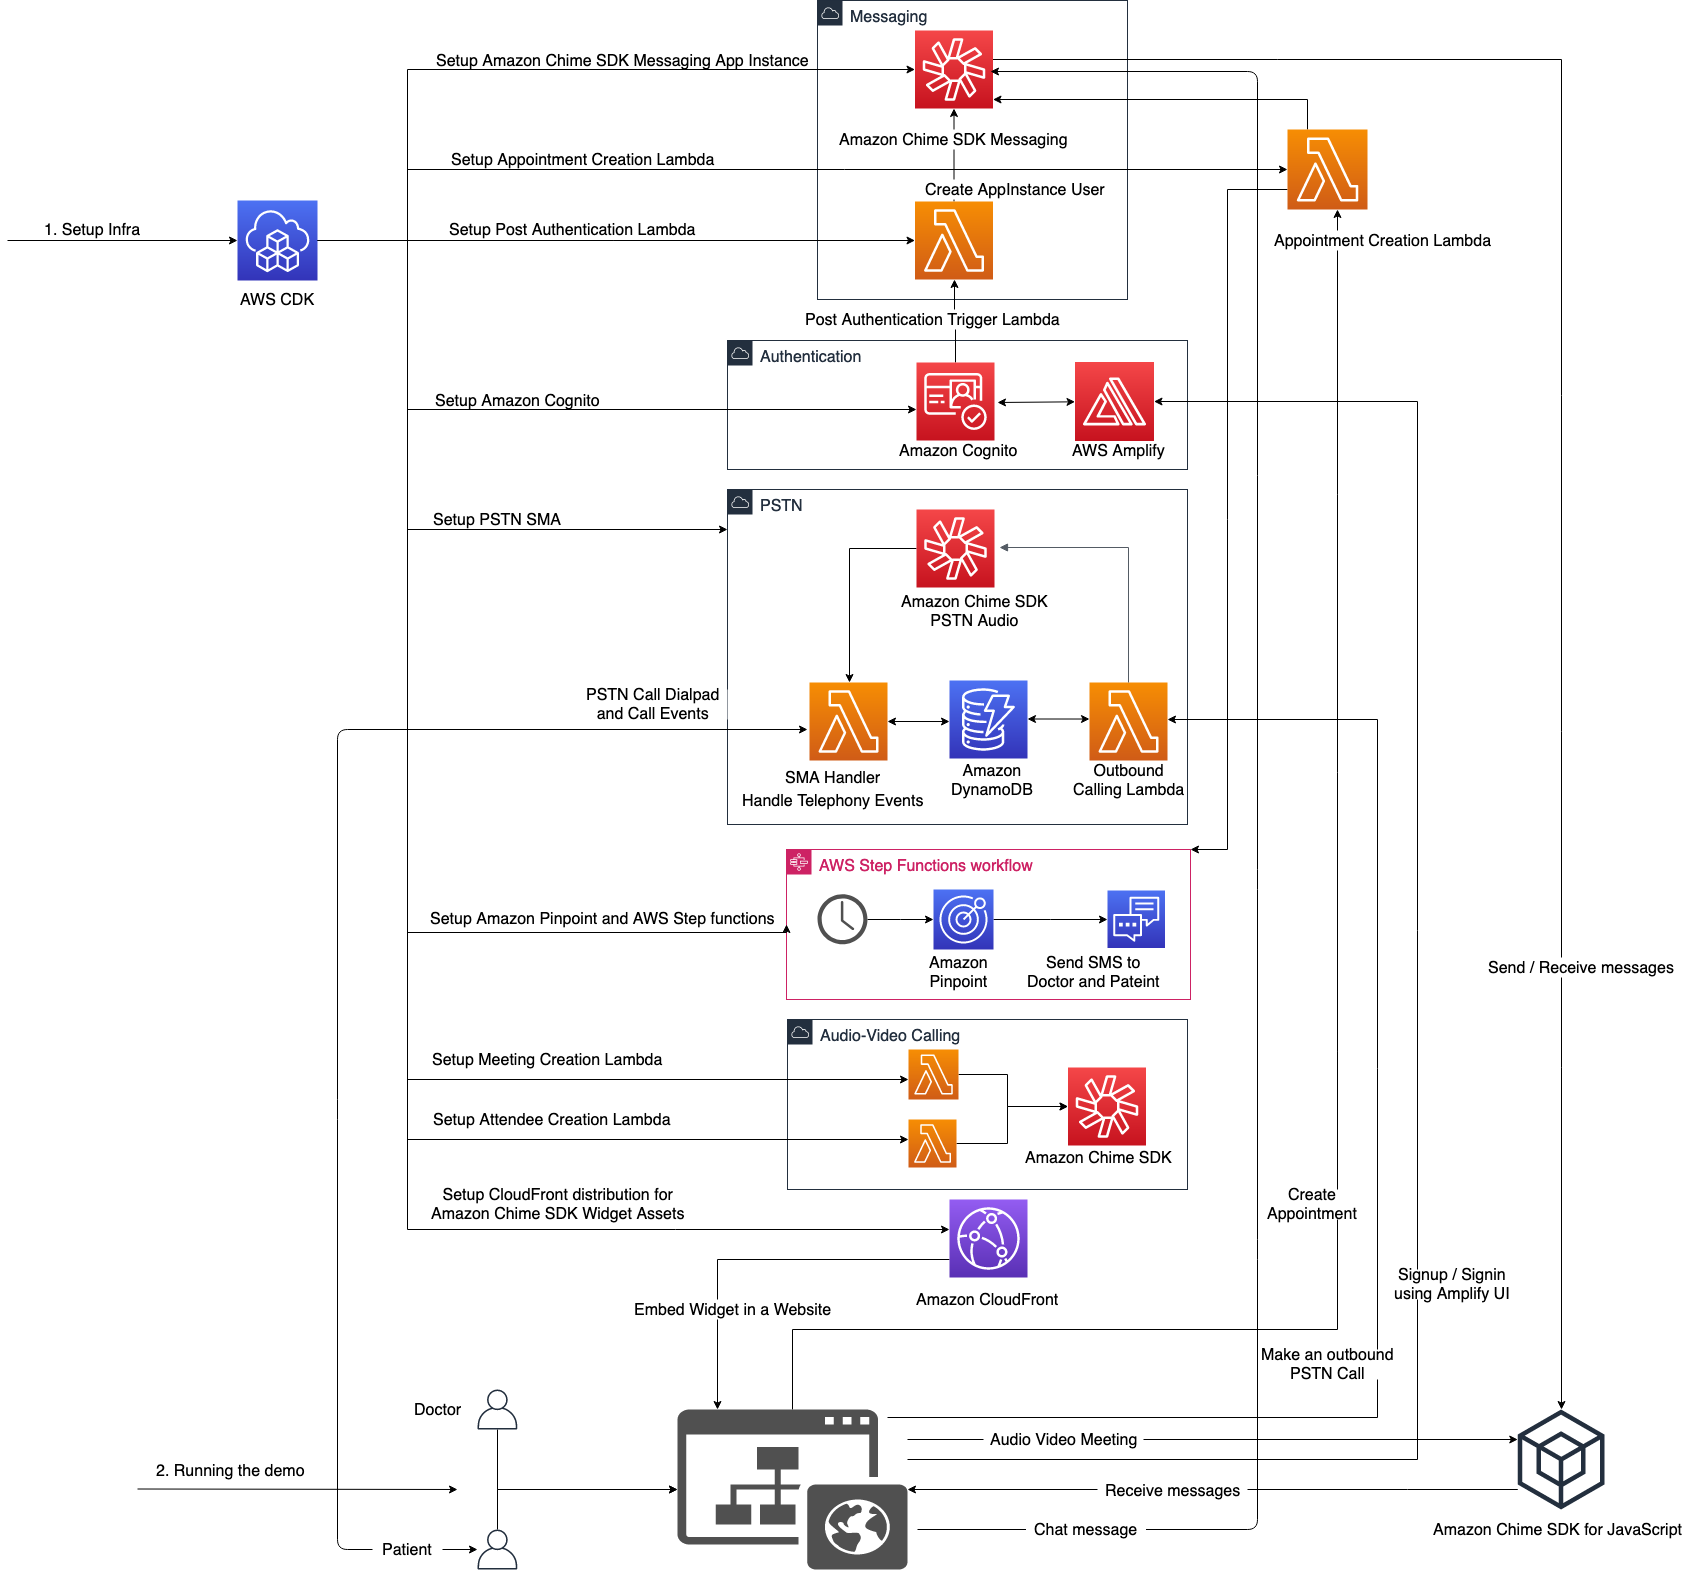 Messaging
Setup Amazon Chime SDK Messaging App Instance
Amazon Chime SDK Messaging
Setup Appointment Creation Lambda
Create AppInstance User
1. Setup Infra
Setup Post Authentication Lambda
Appointment Creation Lambda
AWS CDK
Post Authentication Trigger Lambda
Authentication
Setup Amazon Cognito
Amazon Cognito
AWS Amplify
PSTN
Setup PSTN SMA
Amazon Chime SDK
PSTN Audio
PSTN Call Dialpad
and Call Events
SMA Handler
Handle Telephony Events
Amazon
DynamoDB
Outbound
Calling Lambda
AWS Step Functions workflow
Setup Amazon Pinpoint and AWS Step functions
Amazon
Pinpoint
Send SMS to
Doctor and Pateint
Send / Receive messages
Audio-Video Calling
Setup Meeting Creation Lambda
Setup Attendee Creation Lambda
Amazon Chime SDK
Setup CloudFront distribution for
Amazon Chime SDK Widget Assets
Create
Appointment
Amazon CloudFront
Embed Widget in a Website
Signup / Signin
using Amplify UI
Make an outbound
PSTN Call
Doctor
Audio Video Meeting
2. Running the demo
Receive messages
Chat message
Amazon Chime SDK for JavaScript
Patient